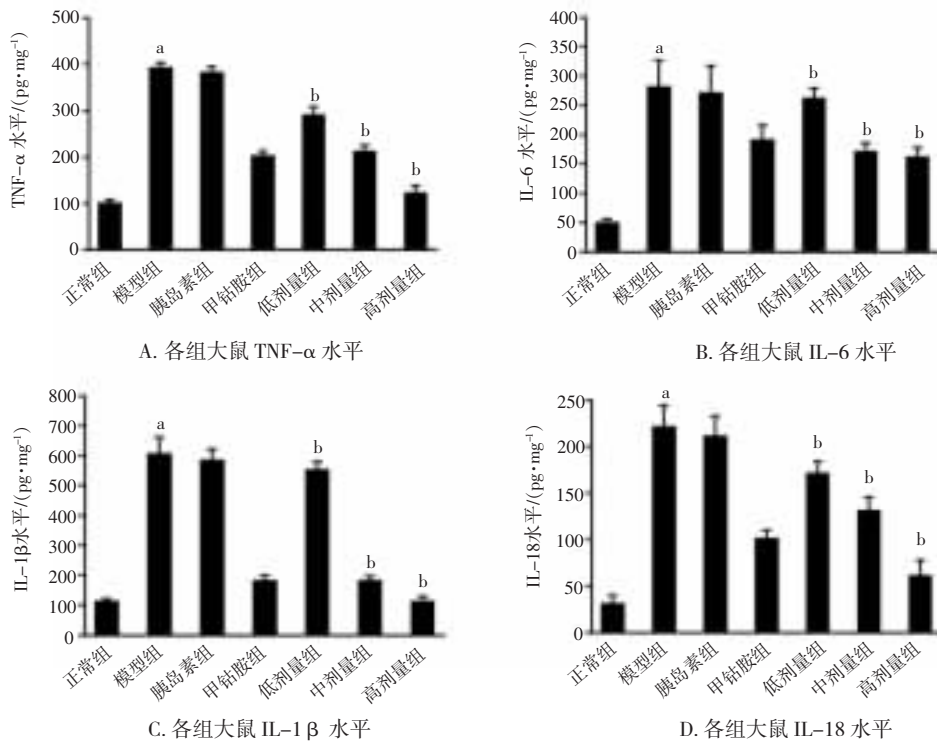 TNF-α 水平/(pg•mg⁻¹)
500
400
300
200
100
0
a
b
b
b
正常组
模型组
胰岛素组
甲钴胺组
低剂量组
中剂量组
高剂量组
A. 各组大鼠 TNF-α 水平
IL-6 水平/(pg•mg⁻¹)
400
350
300
250
200
150
100
50
0
a
b
b
b
正常组
模型组
胰岛素组
甲钴胺组
低剂量组
中剂量组
高剂量组
B. 各组大鼠 IL-6 水平
IL-1β水平/(pg•mg⁻¹)
800
700
600
500
400
300
200
100
0
a
b
b
b
正常组
模型组
胰岛素组
甲钴胺组
低剂量组
中剂量组
高剂量组
C. 各组大鼠 IL-1β 水平
IL-18水平/(pg•mg⁻¹)
250
200
150
100
50
0
a
b
b
b
正常组
模型组
胰岛素组
甲钴胺组
低剂量组
中剂量组
高剂量组
D. 各组大鼠 IL-18 水平